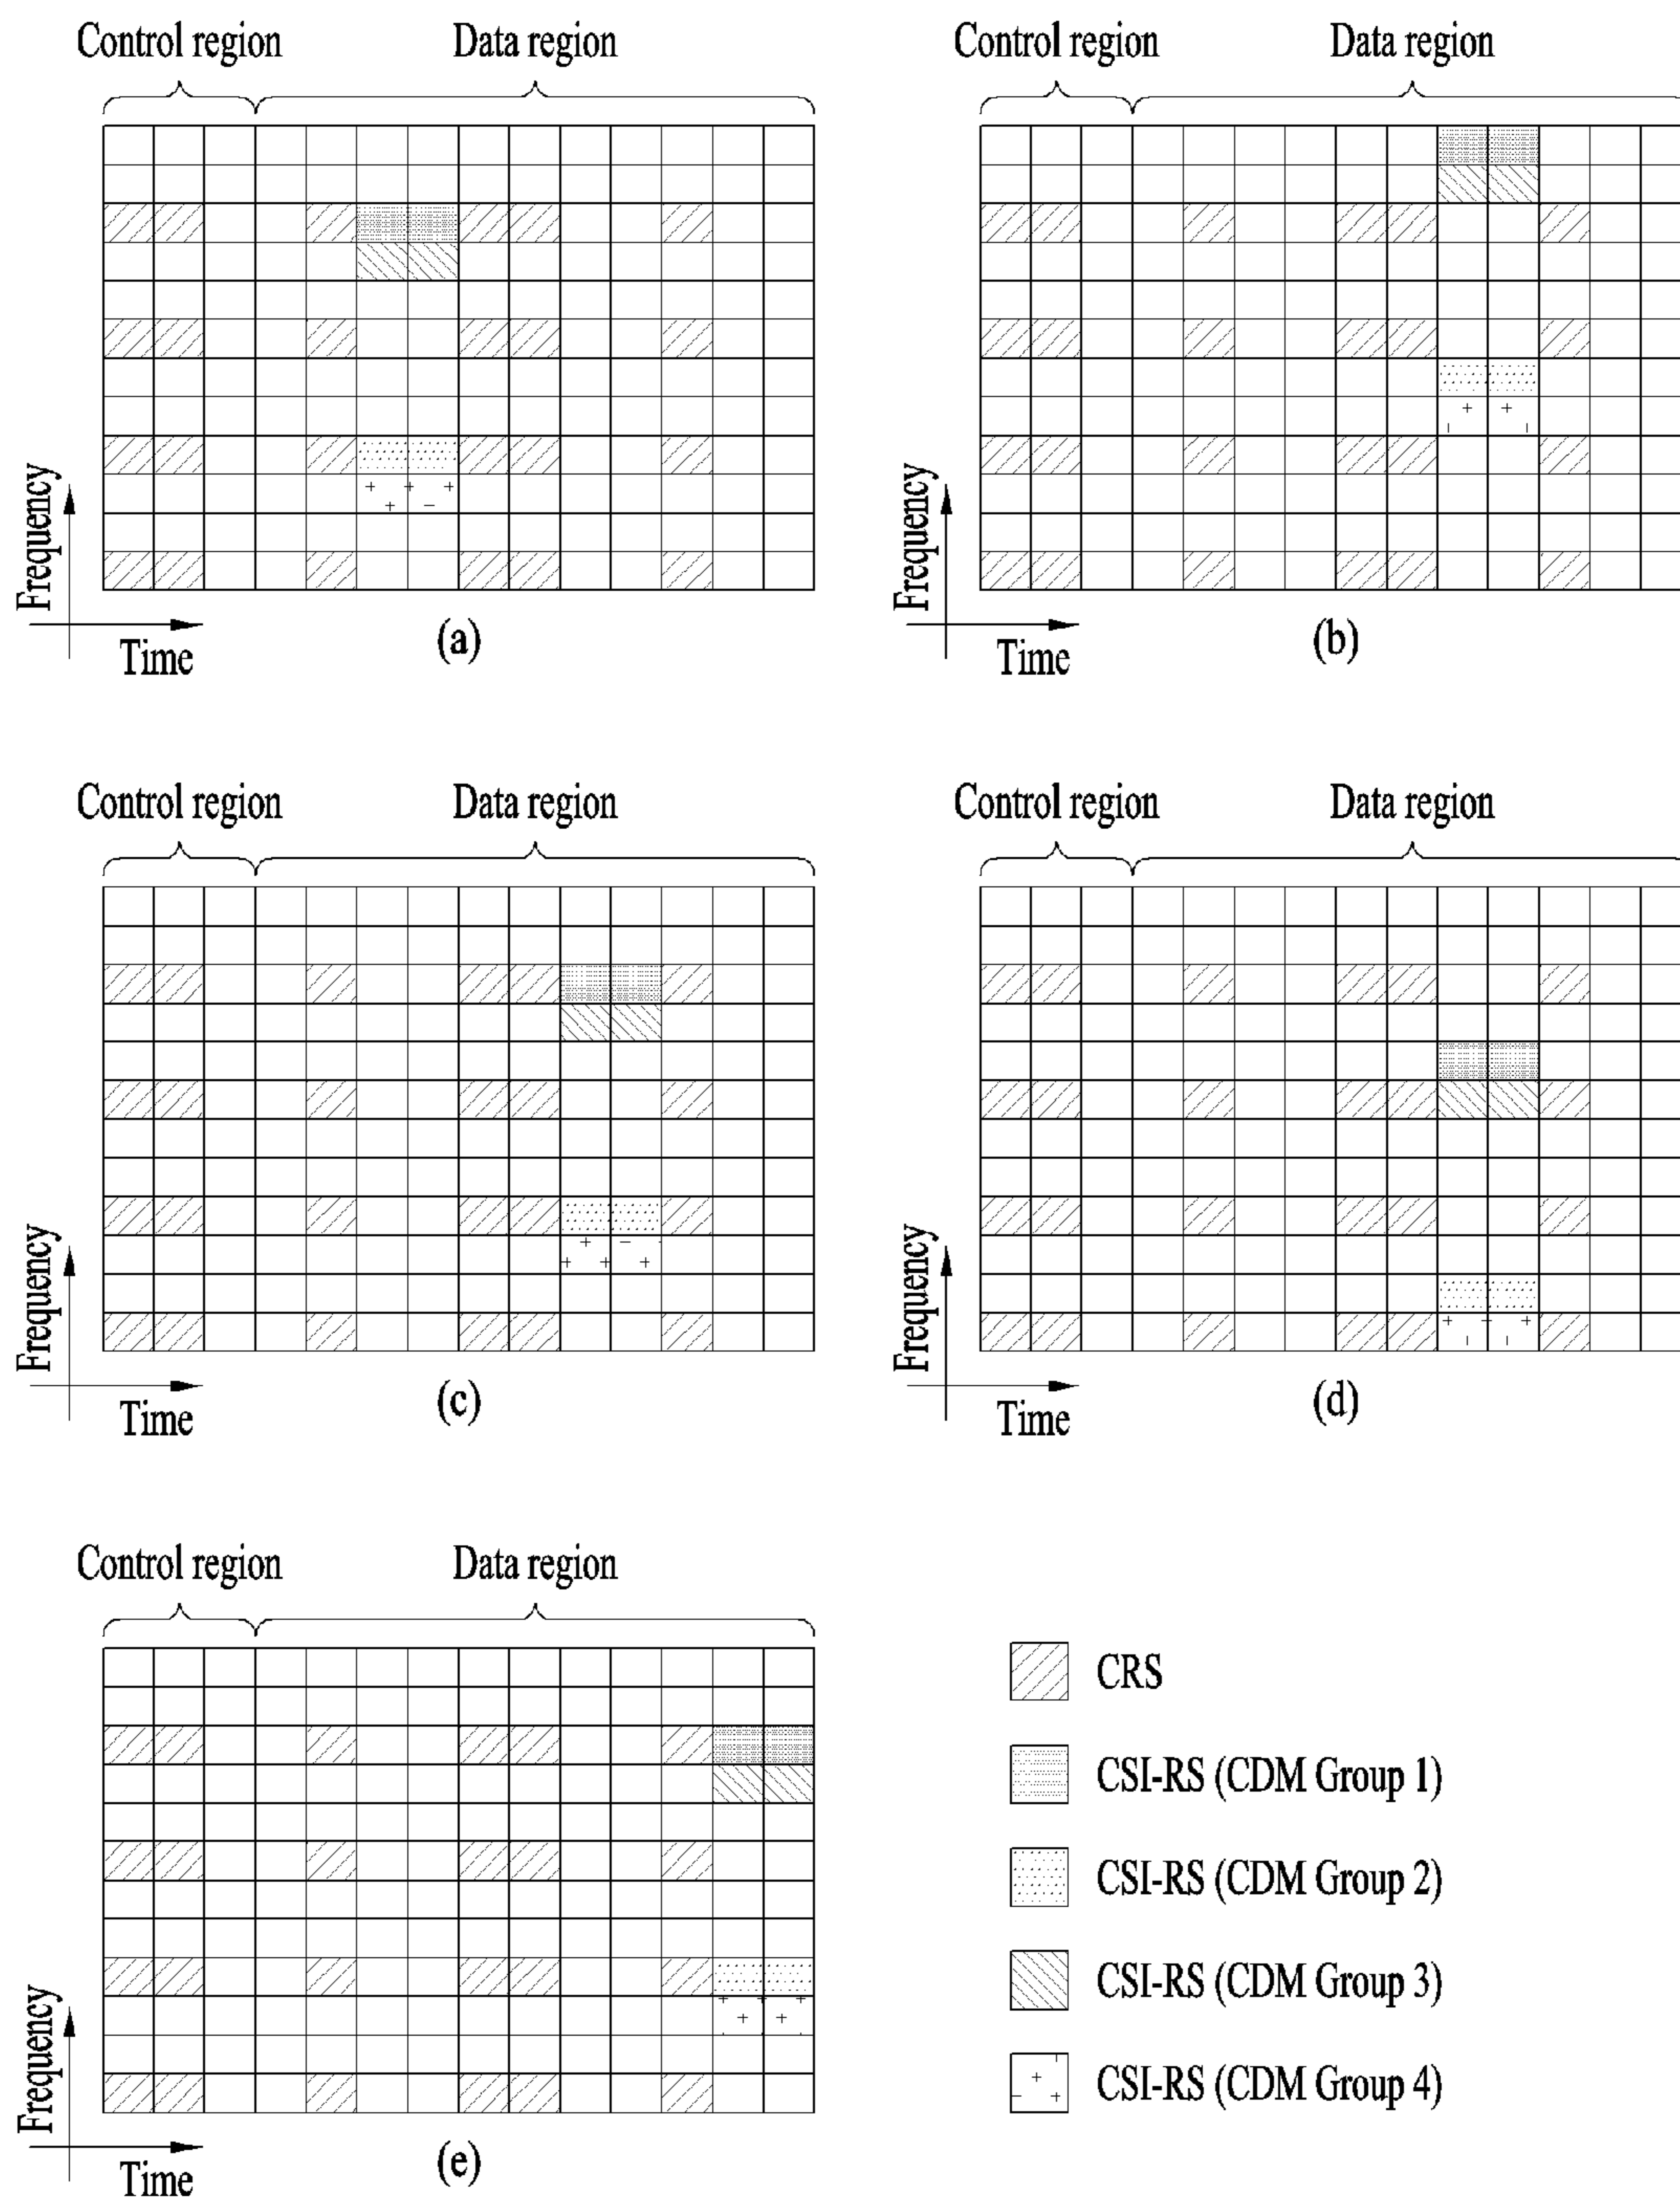 Control region
Data region
Frequency
Time
(a)
Control region
Data region
Frequency
Time
(b)
Control region
Data region
Frequency
Time
(c)
Control region
Data region
Frequency
Time
(d)
Control region
Data region
Frequency
Time
(e)
CRS
CSI-RS (CDM Group 1)
CSI-RS (CDM Group 2)
CSI-RS (CDM Group 3)
CSI-RS (CDM Group 4)